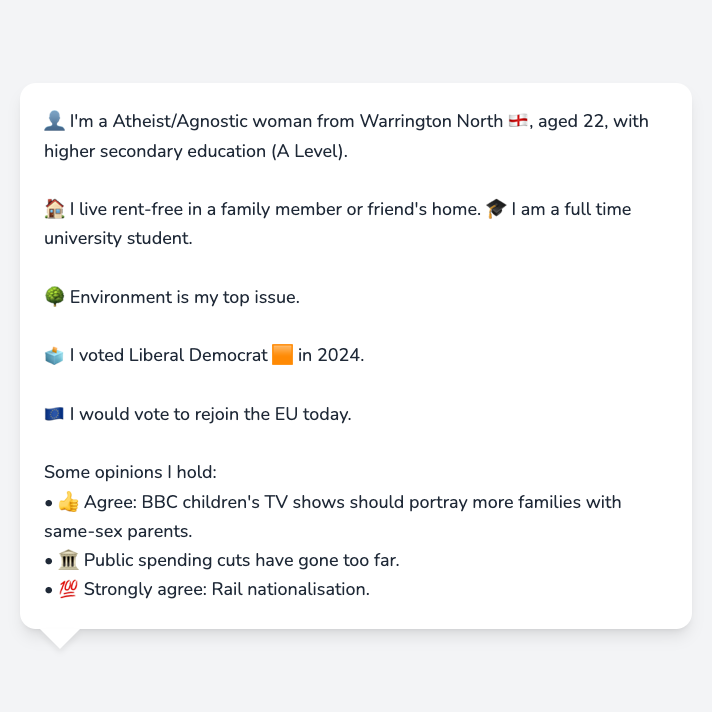 👤 I'm a Atheist/Agnostic woman from Warrington North 🏴󠁧󠁢󠁥󠁮󠁧󠁿, aged 22, with
higher secondary education (A Level).
🏠 I live rent-free in a family member or friend's home. 🎓 I am a full time
university student.
🌳 Environment is my top issue.
🗳️ I voted Liberal Democrat 🟧 in 2024.
🇪🇺 I would vote to rejoin the EU today.
Some opinions I hold:
• 👍 Agree: BBC children's TV shows should portray more families with
same-sex parents.
• 🏛️ Public spending cuts have gone too far.
• 💯 Strongly agree: Rail nationalisation.